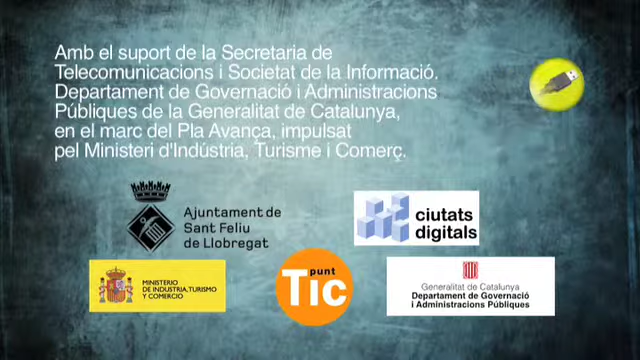 Amb el suport de la Secretaria de
Telecomunicacions i Societat de la Informació.
Departament de Governació i Administracions
Públiques de la Generalitat de Catalunya,
en el marc del Pla Avança, impulsat
pel Ministeri d'Indústria, Turisme i Comerç.
Ajuntament de
Sant Feliu
de Llobregat
ciutats
digitals
MINISTERIO
DE INDUSTRIA, TURISMO
Y COMERCIO
punt
Tic
Generalitat de Catalunya
Departament de Governació
i Administracions Públiques